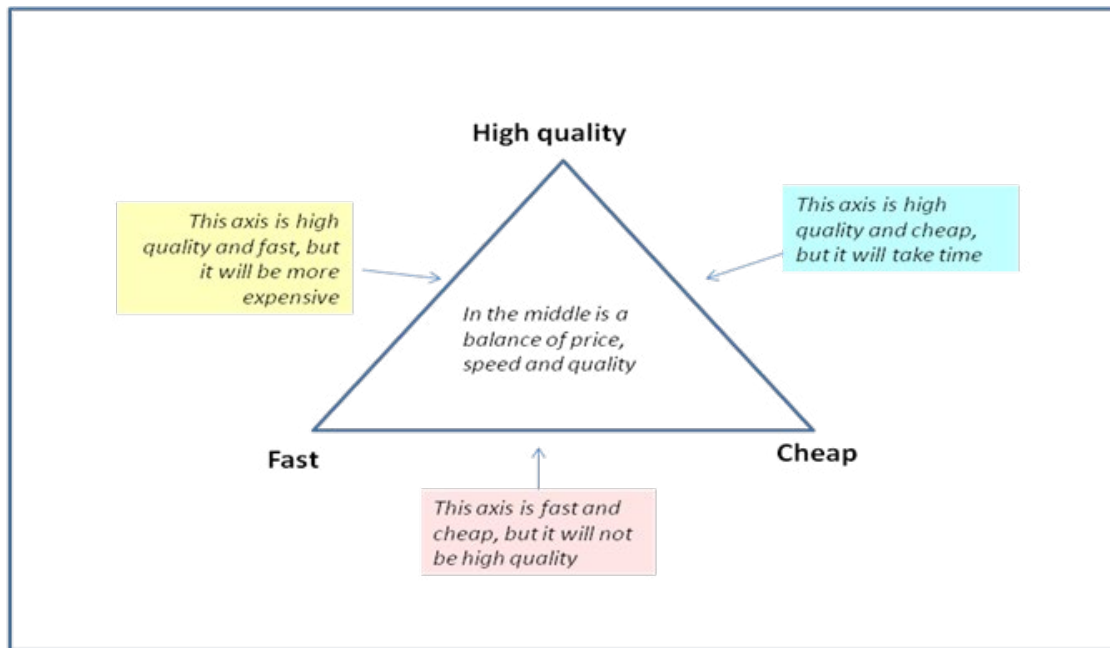 High quality
This axis is high
quality and fast, but
it will be more
expensive
This axis is high
quality and cheap,
but it will take time
In the middle is a
balance of price,
speed and quality
Fast
Cheap
This axis is fast and
cheap, but it will not
be high quality